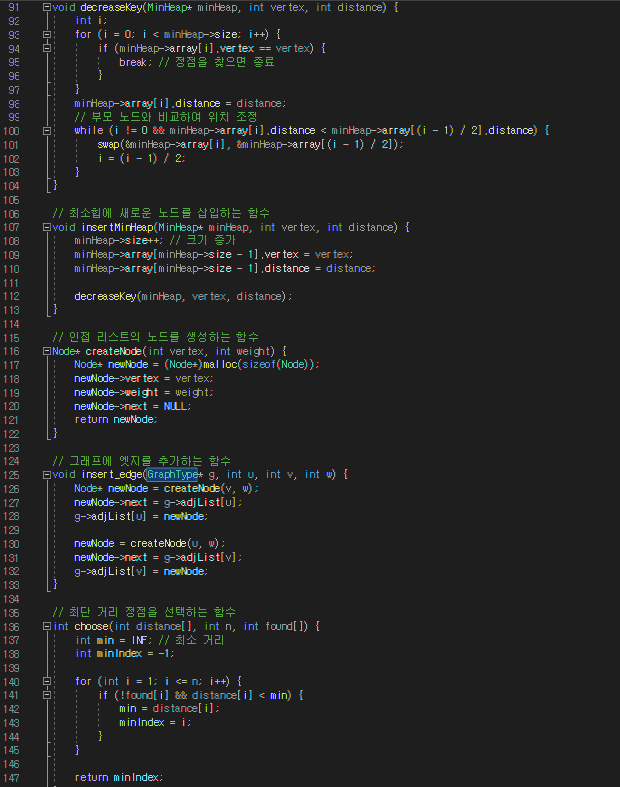 91 void decreaseKey(MinHeap* minHeap, int vertex, int distance) {
92 int i;
93 for (i = 0; i < minHeap->size; i++) {
94 if (minHeap->array[i].vertex == vertex) {
95 break; // 정점을 찾으면 종료
96 }
97 }
98 minHeap->array[i].distance = distance;
99 // 부모 노드와 비교하여 위치 조정
100 while (i != 0 && minHeap->array[i].distance < minHeap->array[(i - 1) / 2].distance) {
101 swap(&minHeap->array[i], &minHeap->array[(i - 1) / 2]);
102 i = (i - 1) / 2;
103 }
104 }
105
106 // 최소힙에 새로운 노드를 삽입하는 함수
107 void insertMinHeap(MinHeap* minHeap, int vertex, int distance) {
108 minHeap->size++; // 크기 증가
109 minHeap->array[minHeap->size - 1].vertex = vertex;
110 minHeap->array[minHeap->size - 1].distance = distance;
111
112 decreaseKey(minHeap, vertex, distance);
113 }
114
115 // 인접 리스트의 노드를 생성하는 함수
116 Node* createNode(int vertex, int weight) {
117 Node* newNode = (Node*)malloc(sizeof(Node));
118 newNode->vertex = vertex;
119 newNode->weight = weight;
120 newNode->next = NULL;
121 return newNode;
122 }
123
124 // 그래프에 엣지를 추가하는 함수
125 void insert_edge(GraphType* g, int u, int v, int w) {
126 Node* newNode = createNode(v, w);
127 newNode->next = g->adjList[u];
128 g->adjList[u] = newNode;
129
130 newNode = createNode(u, w);
131 newNode->next = g->adjList[v];
132 g->adjList[v] = newNode;
133 }
134
135 // 최단 거리 정점을 선택하는 함수
136 int choose(int distance[], int n, int found[]) {
137 int min = INF; // 최소 거리
138 int minIndex = -1;
139
140 for (int i = 1; i <= n; i++) {
141 if (!found[i] && distance[i] < min) {
142 min = distance[i];
143 minIndex = i;
144 }
145 }
146
147 return minIndex;